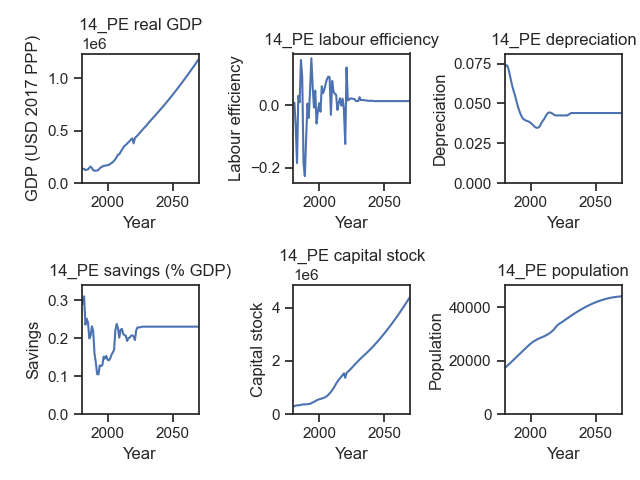 14_PE real GDP
1e6
GDP (USD 2017 PPP)
1.0
0.5
0.0
2000
2050
Year
14_PE labour efficiency
Labour efficiency
0.0
−0.2
2000
2050
Year
14_PE depreciation
Depreciation
0.075
0.050
0.025
0.000
2000
2050
Year
14_PE savings (% GDP)
Savings
0.3
0.2
0.1
0.0
2000
2050
Year
14_PE capital stock
1e6
Capital stock
4
2
0
2000
2050
Year
14_PE population
Population
40000
20000
0
2000
2050
Year